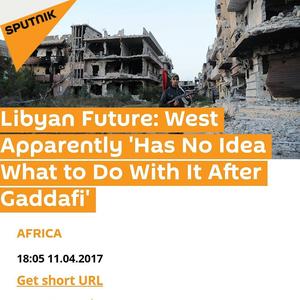 SPUTNIK
Libyan Future: West
Apparently 'Has No Idea
What to Do With It After
Gaddafi'
AFRICA
18:05 11.04.2017
Get short URL